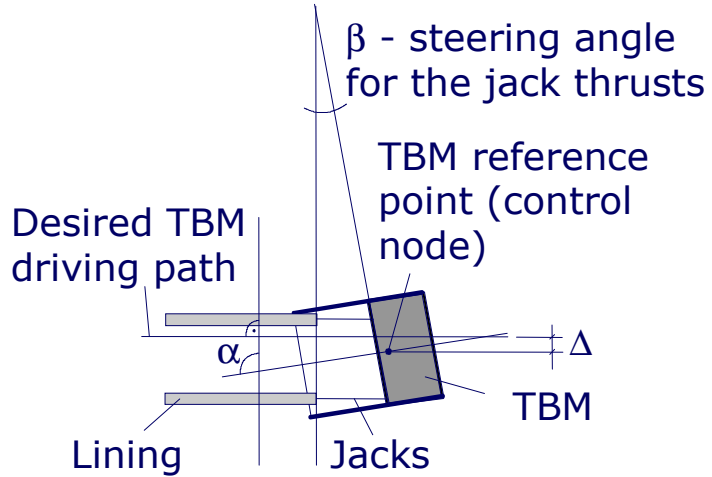 β - steering angle
for the jack thrusts
TBM reference
point (control
node)
Desired TBM
driving path
α
Δ
TBM
Lining
Jacks